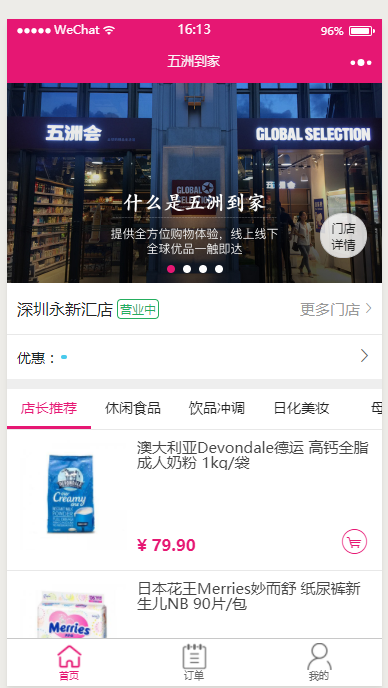 WeChat 16:13 96%
五洲到家
五洲会
GLOBAL SELECTION
GLOBAL
SELECTION
什么是五洲到家
提供全方位购物体验，线上线下
全球优品一触即达
门店
详情
深圳永新汇店 营业中 更多门店
优惠：
店长推荐 休闲食品 饮品冲调 日化美妆 母
澳大利亚Devondale德运 高钙全脂
成人奶粉 1kg/袋
DEVONDALE
Creamy
¥ 79.90
日本花王Merries妙而舒 纸尿裤新
生儿NB 90片/包
Merries
首页 订单 我的